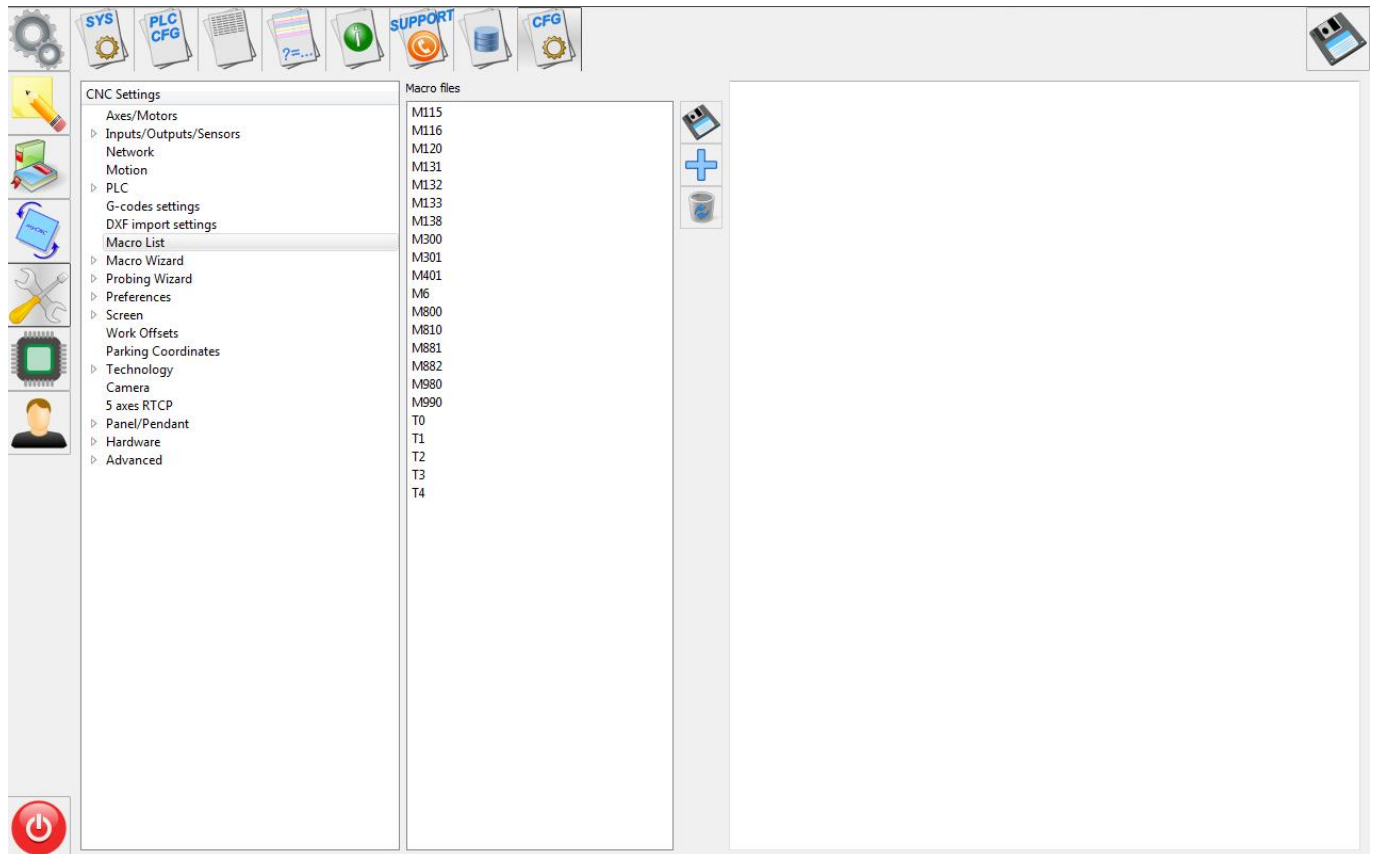 SYS
PLC
CFG
?=...
SUPPORT
CFG
myCNC
CNC Settings
Axes/Motors
Inputs/Outputs/Sensors
Network
Motion
PLC
G-codes settings
DXF import settings
Macro List
Macro Wizard
Probing Wizard
Preferences
Screen
Work Offsets
Parking Coordinates
Technology
Camera
5 axes RTCP
Panel/Pendant
Hardware
Advanced
Macro files
M115
M116
M120
M131
M132
M133
M138
M300
M301
M401
M6
M800
M810
M881
M882
M980
M990
T0
T1
T2
T3
T4